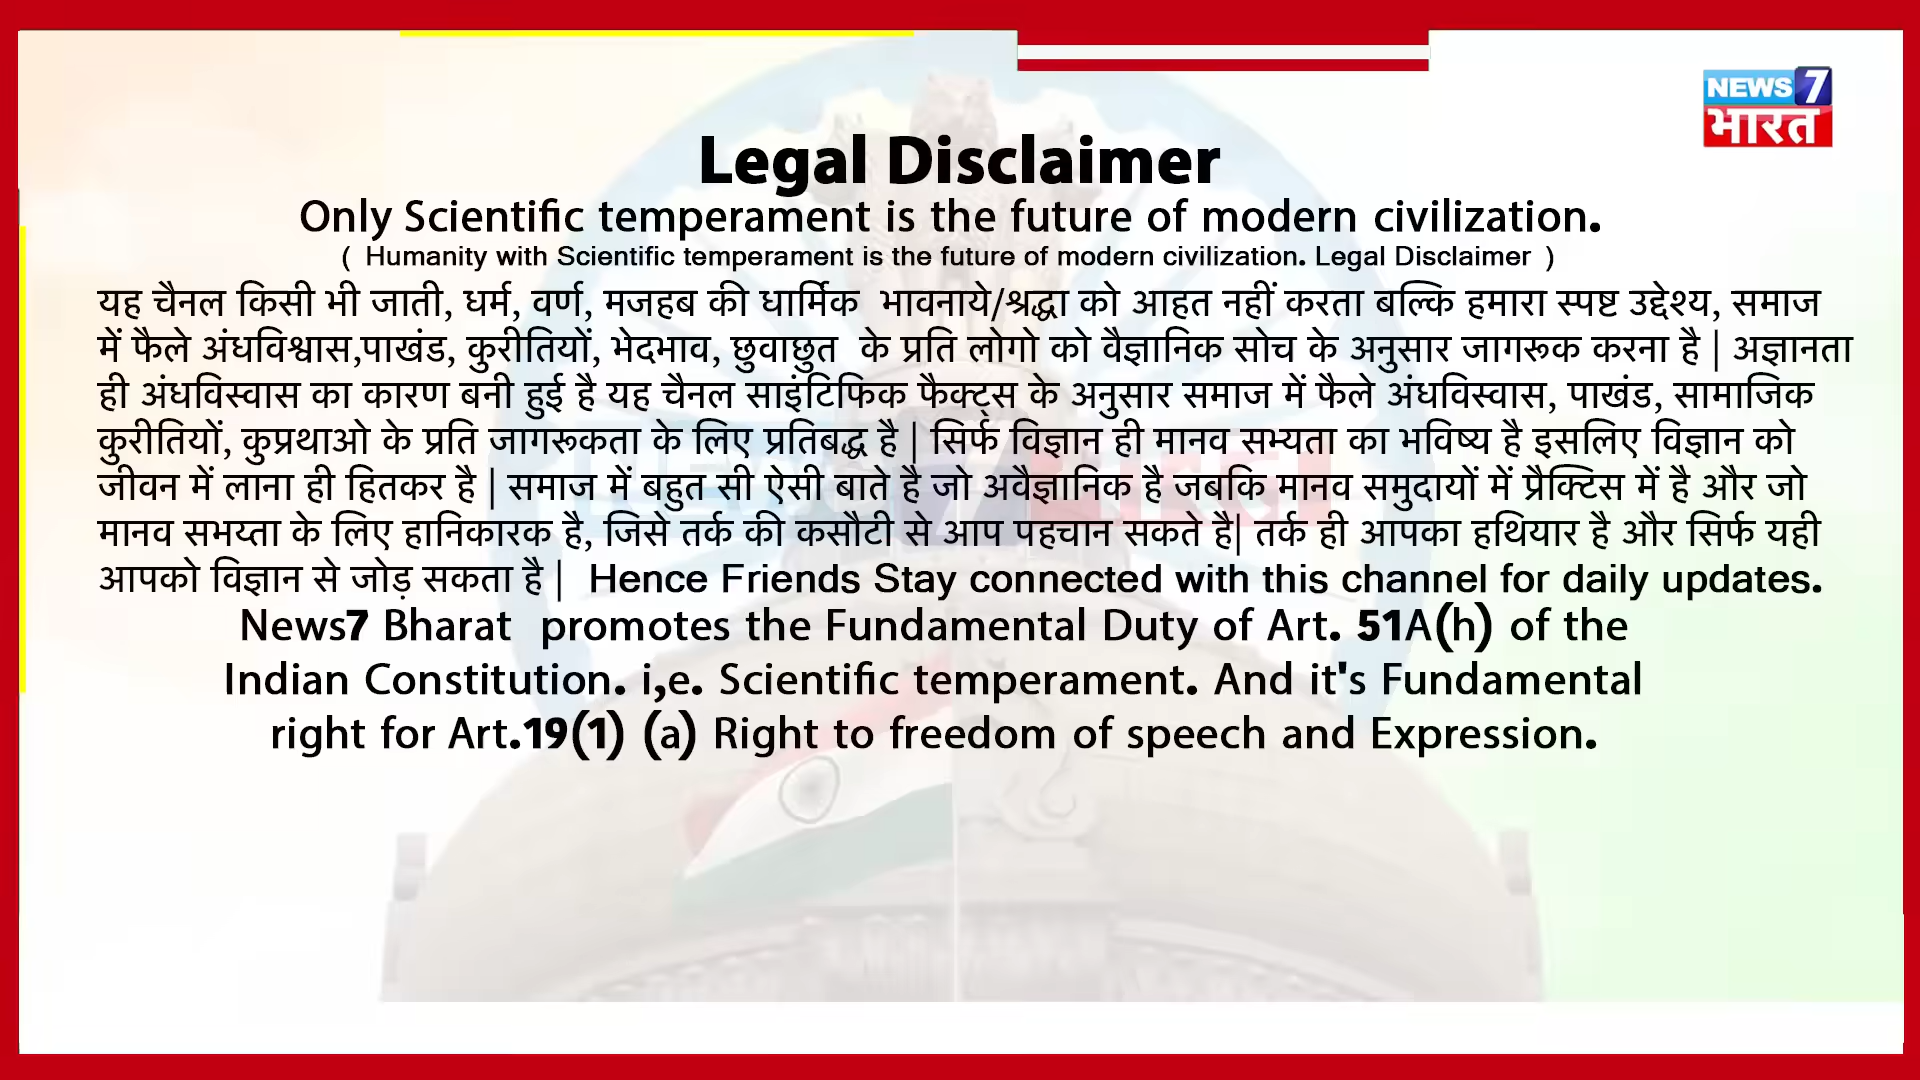 NEWS 7
भारत
Legal Disclaimer
Only Scientific temperament is the future of modern civilization.
( Humanity with Scientific temperament is the future of modern civilization. Legal Disclaimer )
यह चैनल किसी भी जाती, धर्म, वर्ण, मजहब की धार्मिक भावनाये/श्रद्धा को आहत नहीं करता बल्कि हमारा स्पष्ट उद्देश्य, समाज
में फैले अंधविश्वास,पाखंड, कुरीतियों, भेदभाव, छुवाछुत के प्रति लोगो को वैज्ञानिक सोच के अनुसार जागरूक करना है | अज्ञानता
ही अंधविस्वास का कारण बनी हुई है यह चैनल साइंटिफिक फैक्ट्स के अनुसार समाज में फैले अंधविस्वास, पाखंड, सामाजिक
कुरीतियों, कुप्रथाओ के प्रति जागरूकता के लिए प्रतिबद्ध है | सिर्फ विज्ञान ही मानव सभ्यता का भविष्य है इसलिए विज्ञान को
जीवन में लाना ही हितकर है | समाज में बहुत सी ऐसी बाते है जो अवैज्ञानिक है जबकि मानव समुदायों में प्रैक्टिस में है और जो
मानव सभय्ता के लिए हानिकारक है, जिसे तर्क की कसौटी से आप पहचान सकते है| तर्क ही आपका हथियार है और सिर्फ यही
आपको विज्ञान से जोड़ सकता है | Hence Friends Stay connected with this channel for daily updates.
News7 Bharat promotes the Fundamental Duty of Art. 51A(h) of the
Indian Constitution. i,e. Scientific temperament. And it's Fundamental
right for Art.19(1) (a) Right to freedom of speech and Expression.